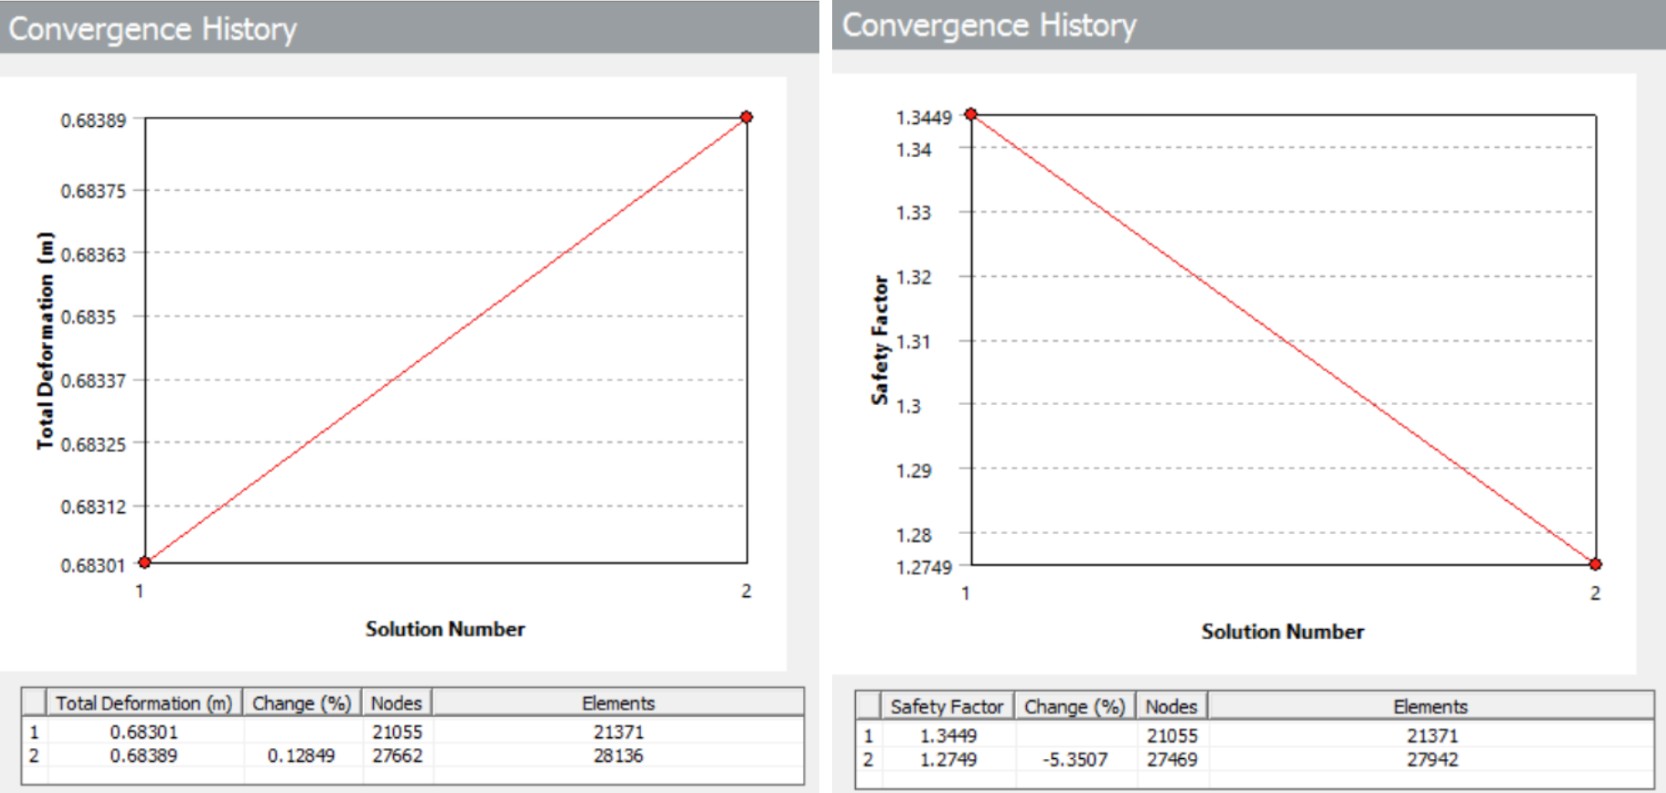 Convergence History
Total Deformation (m)
0.68389
0.68375
0.68363
0.6835
0.68337
0.68325
0.68312
0.68301
1 2
Solution Number
Total Deformation (m) Change (%) Nodes Elements
1 0.68301 21055 21371
2 0.68389 0.12849 27662 28136
Convergence History
Safety Factor
1.3449
1.34
1.33
1.32
1.31
1.3
1.29
1.28
1.2749
1 2
Solution Number
Safety Factor Change (%) Nodes Elements
1 1.3449 21055 21371
2 1.2749 -5.3507 27469 27942